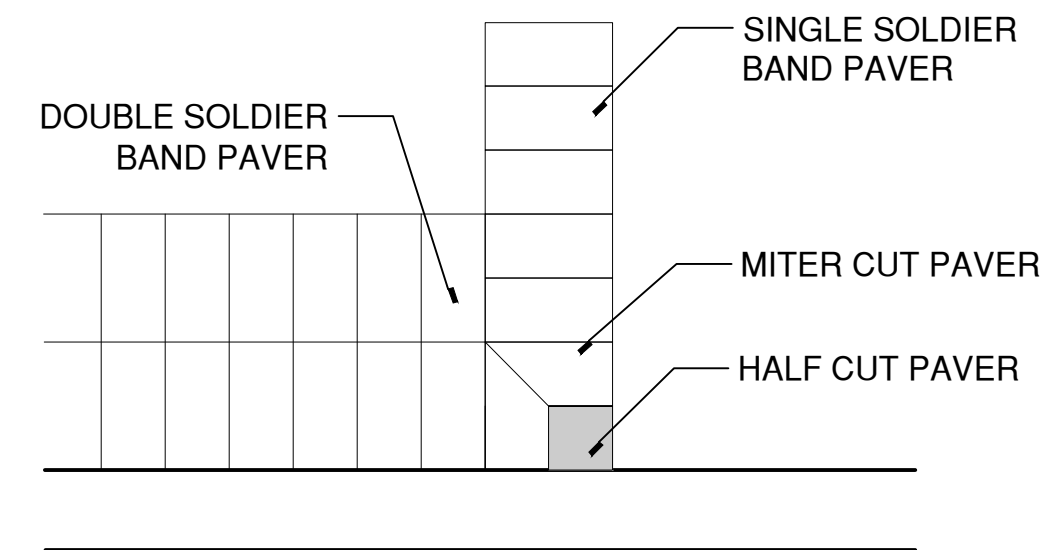 SINGLE SOLDIER
BAND PAVER
DOUBLE SOLDIER
BAND PAVER
MITER CUT PAVER
HALF CUT PAVER